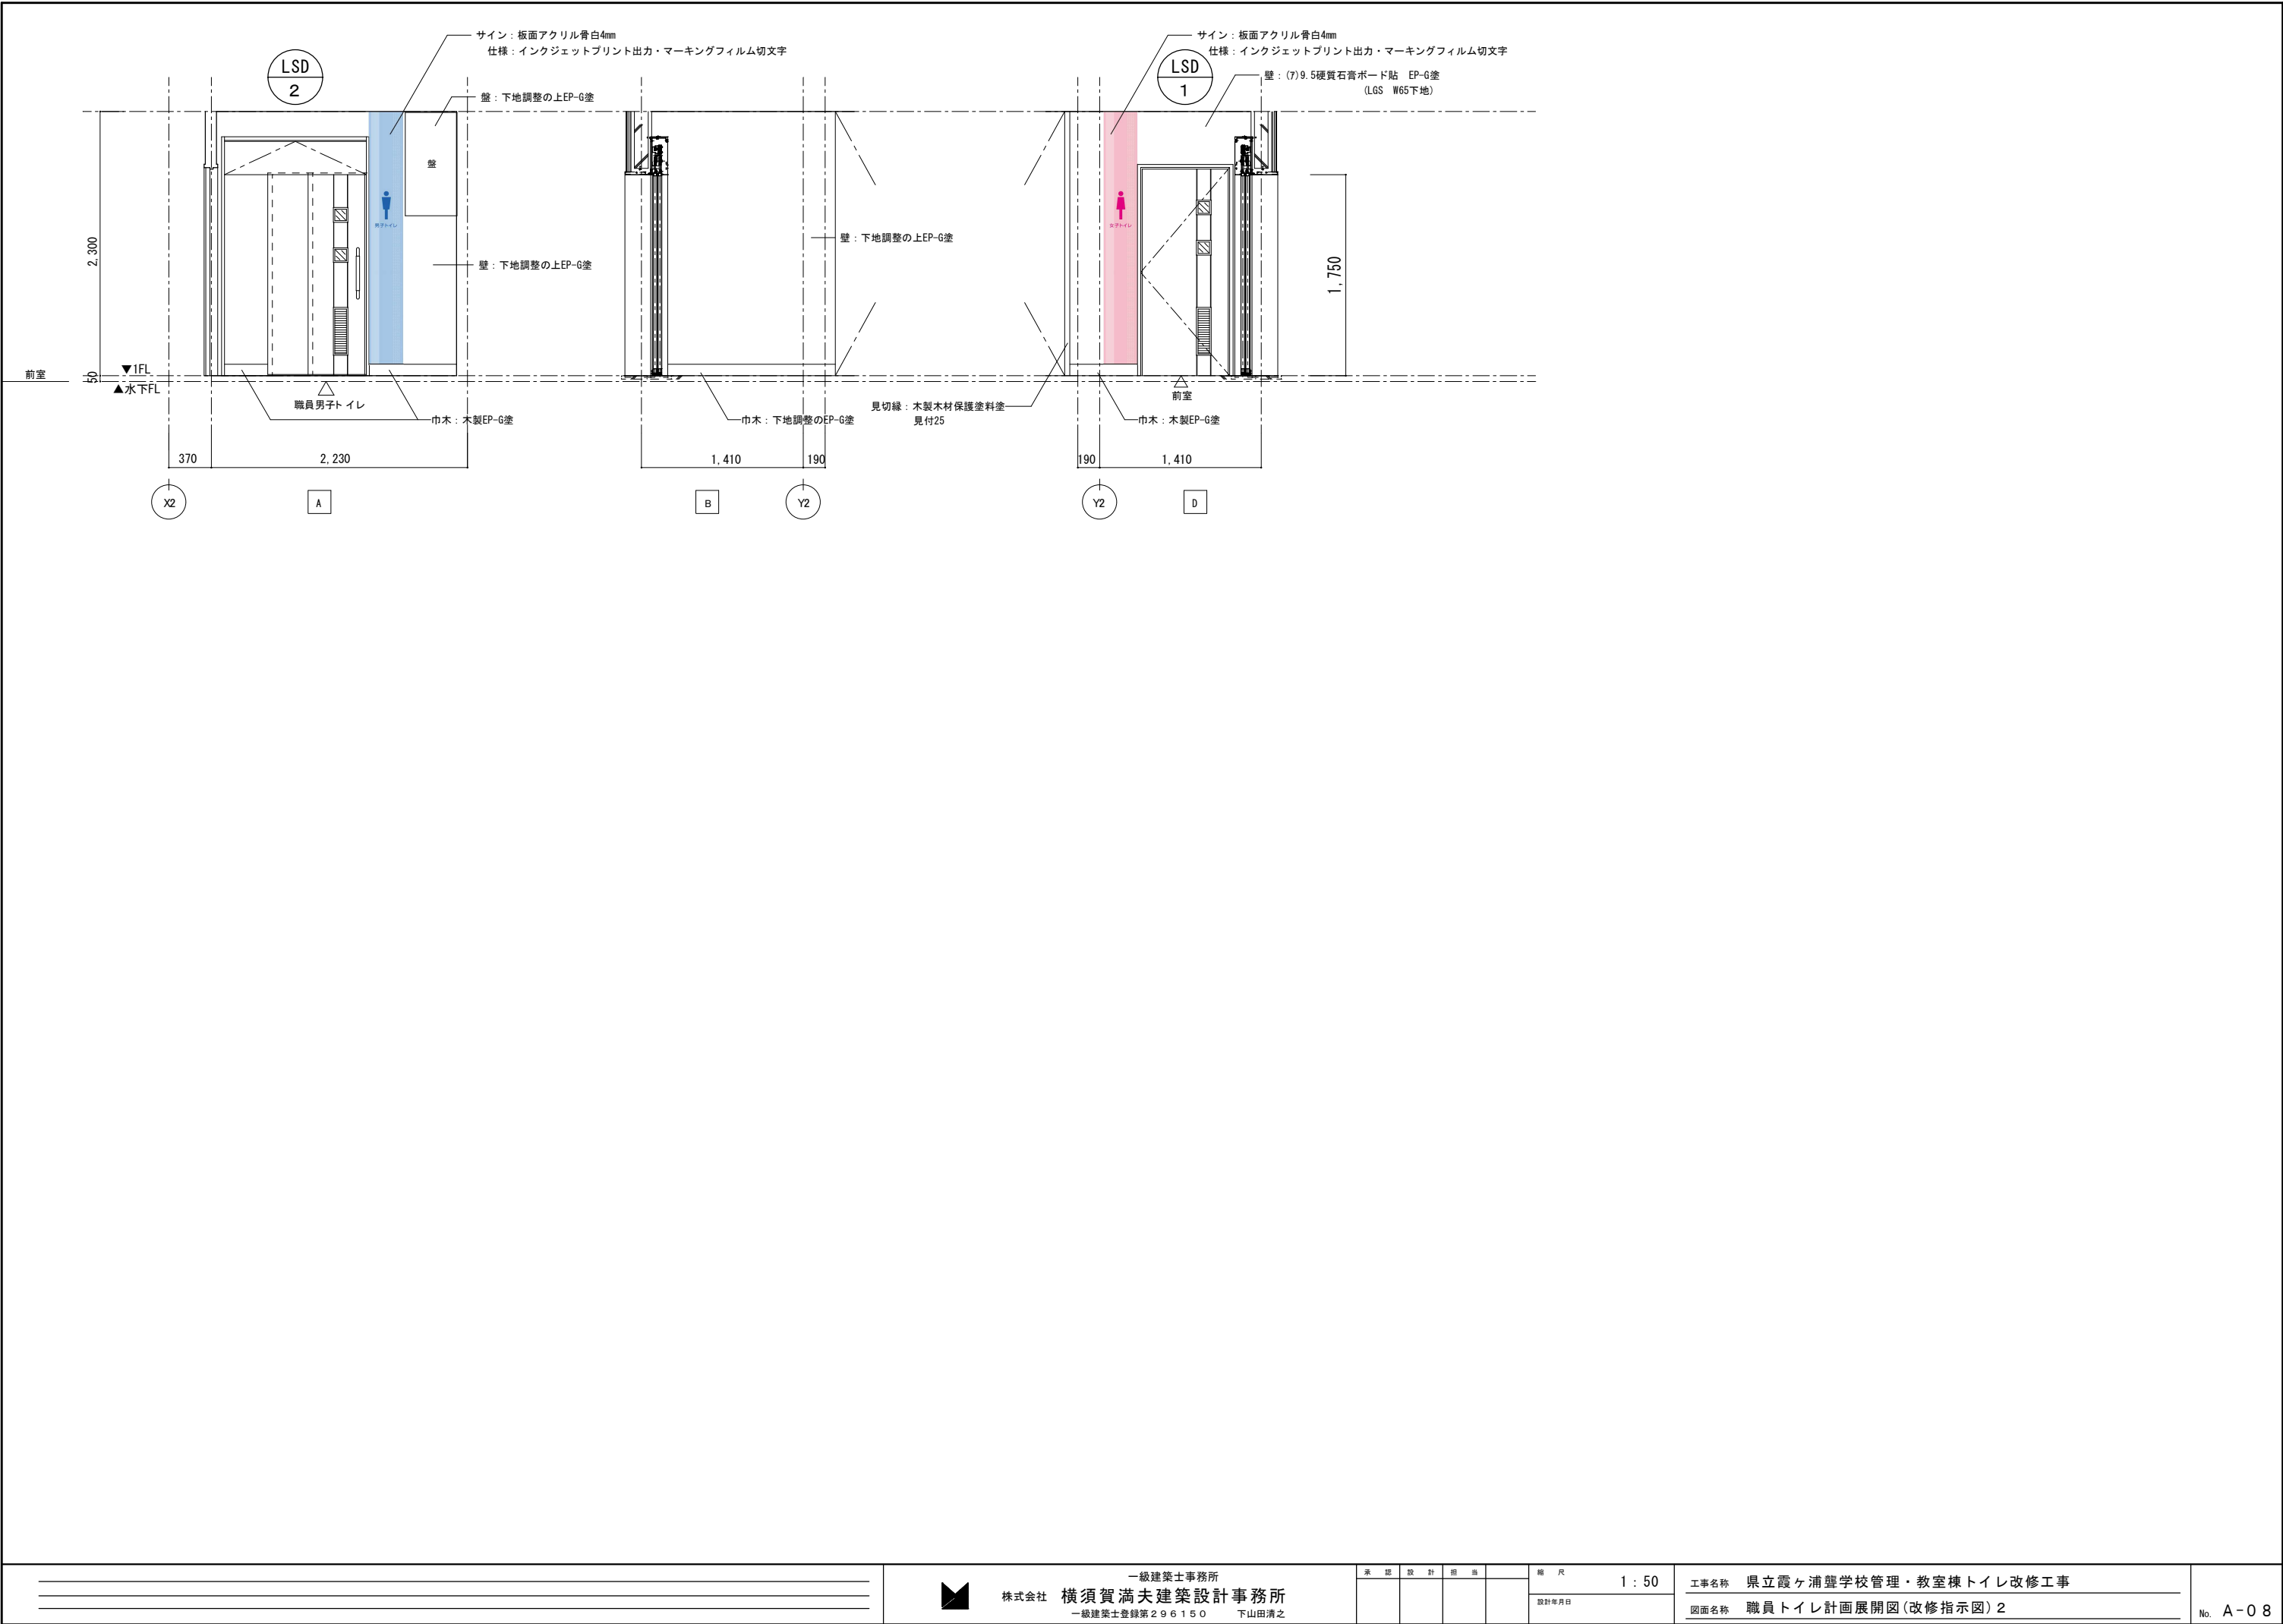 サイン：板面アクリル骨白4mm
仕様：インクジェットプリント出力・マーキングフィルム切文字
LSD
2
盤：下地調整の上EP-G塗
盤
男子トイレ
壁：下地調整の上EP-G塗
2,300
50
前室
▼1FL
▲水下FL
職員男子トイレ
巾木：木製EP-G塗
370
2,230
X2
A
壁：下地調整の上EP-G塗
巾木：下地調整のEP-G塗
1,410
190
B
Y2
サイン：板面アクリル骨白4mm
仕様：インクジェットプリント出力・マーキングフィルム切文字
LSD
1
壁：(ｱ)9.5硬質石膏ボード貼　EP-G塗
(LGS　W65下地)
女子トイレ
1,750
見切縁：木製木材保護塗料塗
見付25
前室
巾木：木製EP-G塗
190
1,410
Y2
D
一級建築士事務所
株式会社　横須賀満夫建築設計事務所
一級建築士登録第２９６１５０　下山田清之
承認　設計　担当
縮尺　1：50
設計年月日
工事名称　県立霞ヶ浦聾学校管理・教室棟トイレ改修工事
図面名称　職員トイレ計画展開図(改修指示図)２
No. A-08